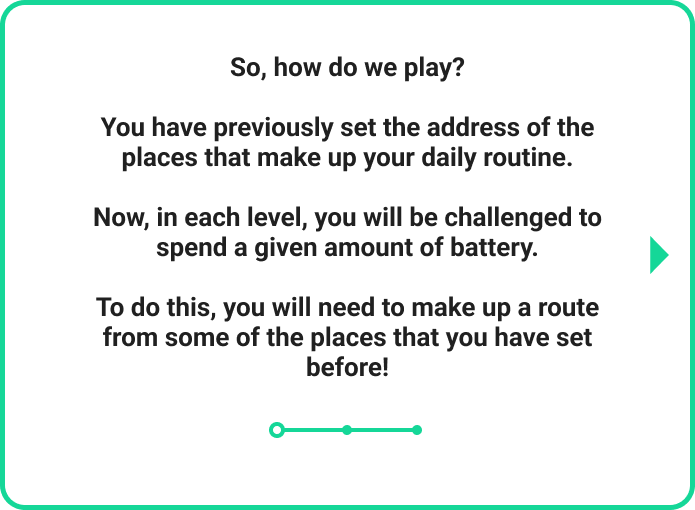 So, how do we play?
You have previously set the address of the
places that make up your daily routine.
Now, in each level, you will be challenged to
spend a given amount of battery.
To do this, you will need to make up a route
from some of the places that you have set
before!